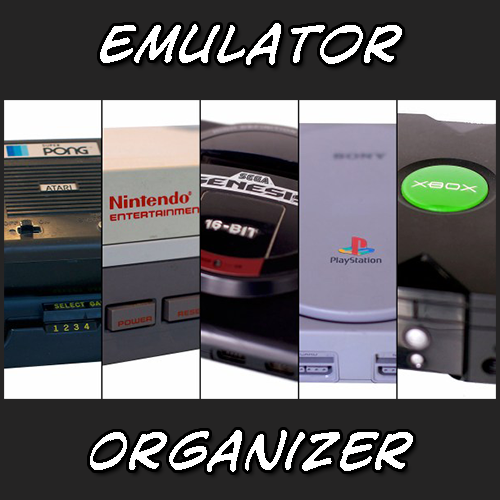 EMULATOR
SUPER
PONG
ATARI
SELECT GA
1 2 3 4
Nintendo®
ENTERTAINMEN
POWER
RESE
SEGA
GENESIS
16-BIT
SONY
PlayStation
XBOX
ORGANIZER